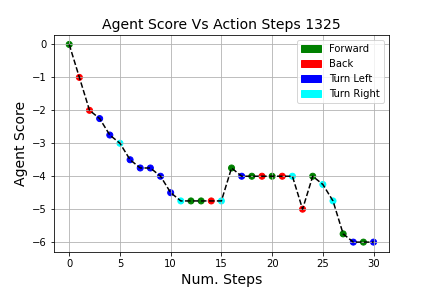 Agent Score Vs Action Steps 1325
Agent Score
0
−1
−2
−3
−4
−5
−6
Forward
Back
Turn Left
Turn Right
0 5 10 15 20 25 30
Num. Steps